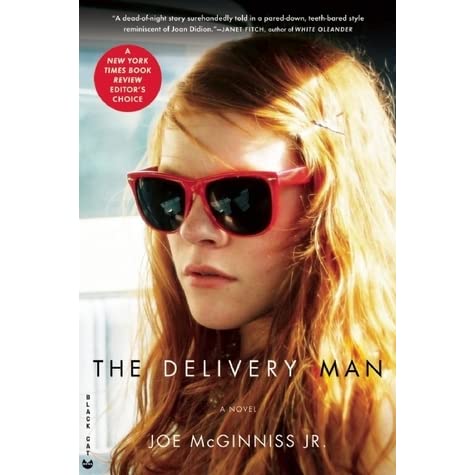 "A dead-of-night story surehandedly told in a pared-down, teeth-bared style
reminiscent of Joan Didion."—JANET FITCH, author of WHITE OLEANDER
A
NEW YORK
TIMES BOOK
REVIEW
EDITOR'S
CHOICE
THE DELIVERY MAN
A NOVEL
JOE McGINNISS JR.
BLACK CAT